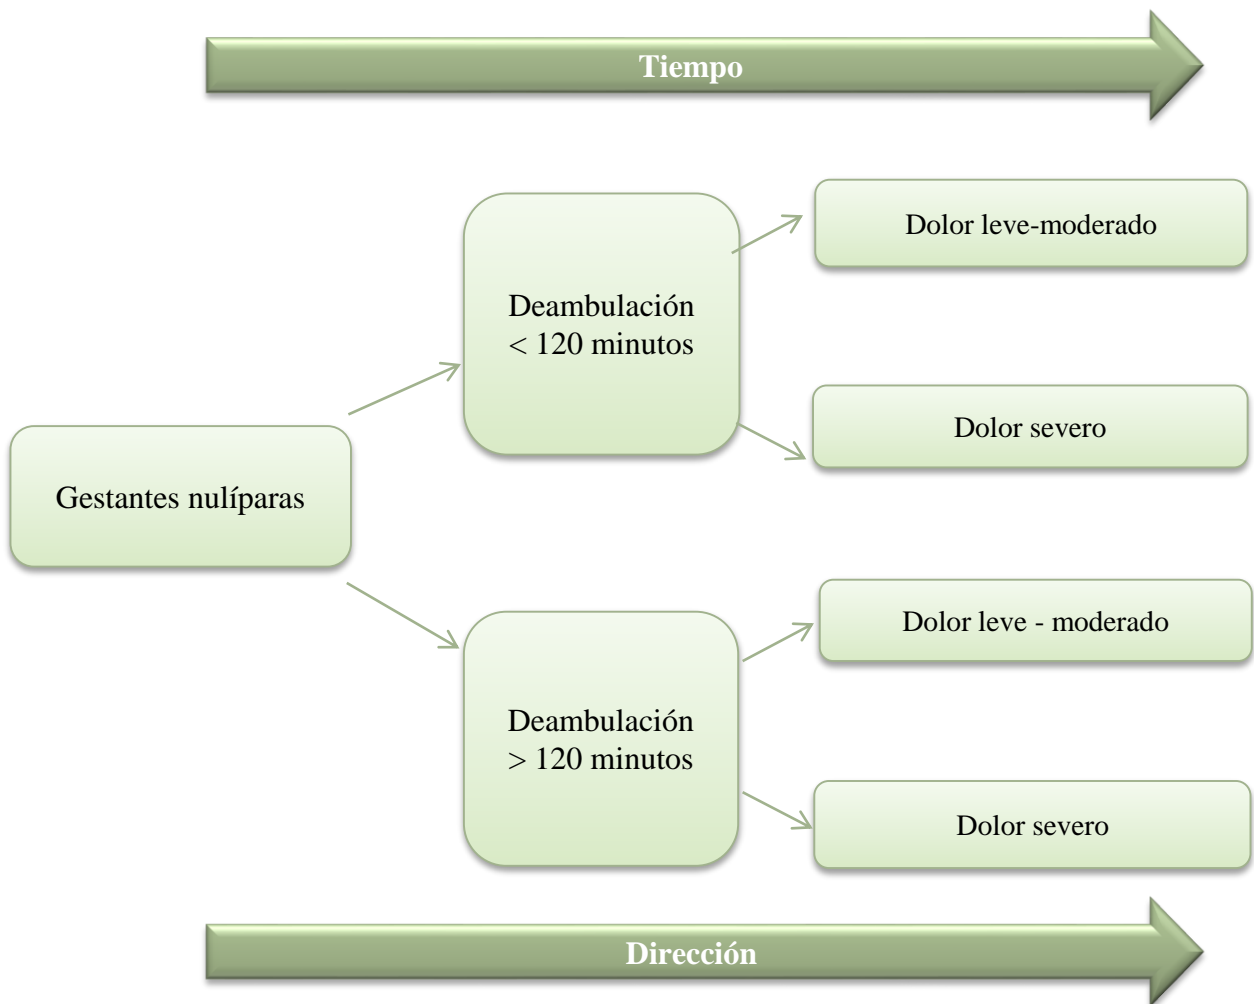 Tiempo
Dolor leve-moderado
Deambulación
< 120 minutos
Dolor severo
Gestantes nulíparas
Dolor leve - moderado
Deambulación
> 120 minutos
Dolor severo
Dirección